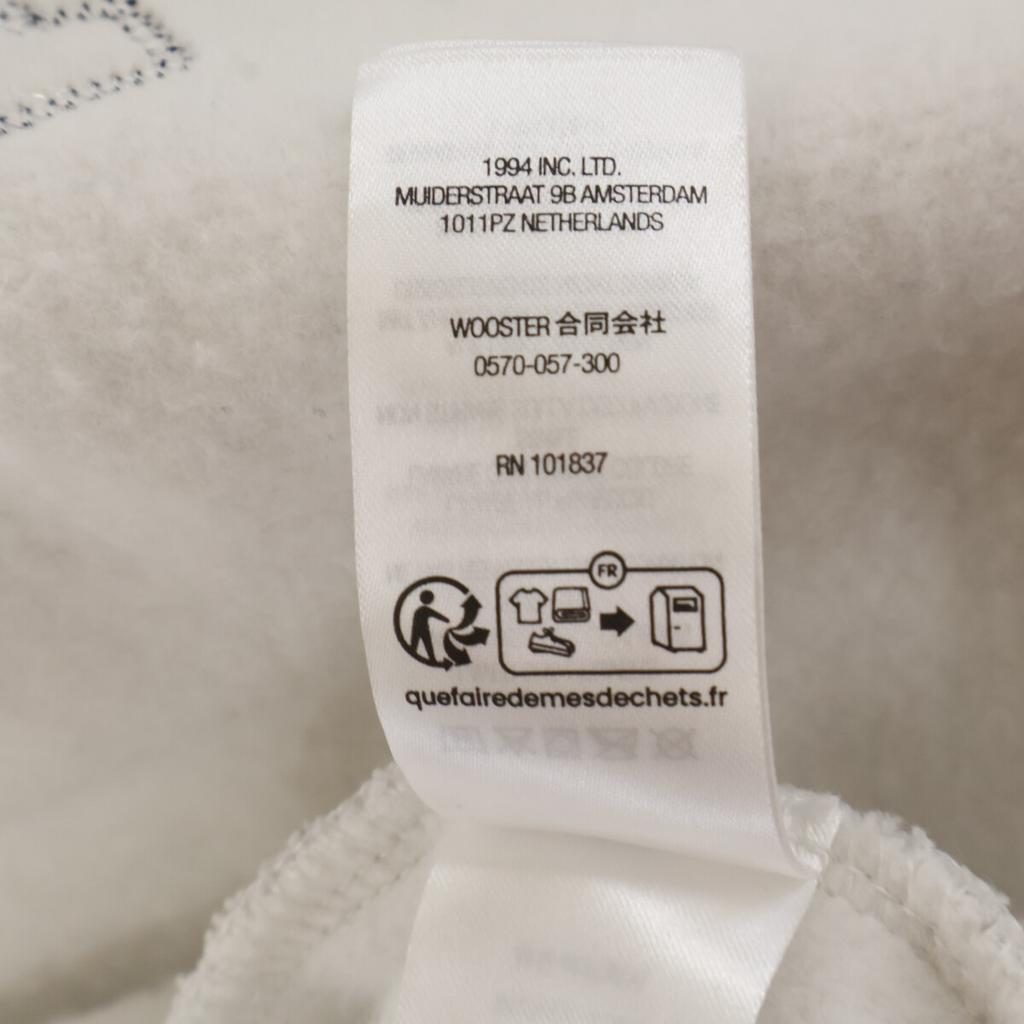 1994 INC. LTD.
MUIDERSTRAAT 9B AMSTERDAM
1011PZ NETHERLANDS
WOOSTER 合同会社
0570-057-300
RN 101837
FR
quefairedemesdechets.fr